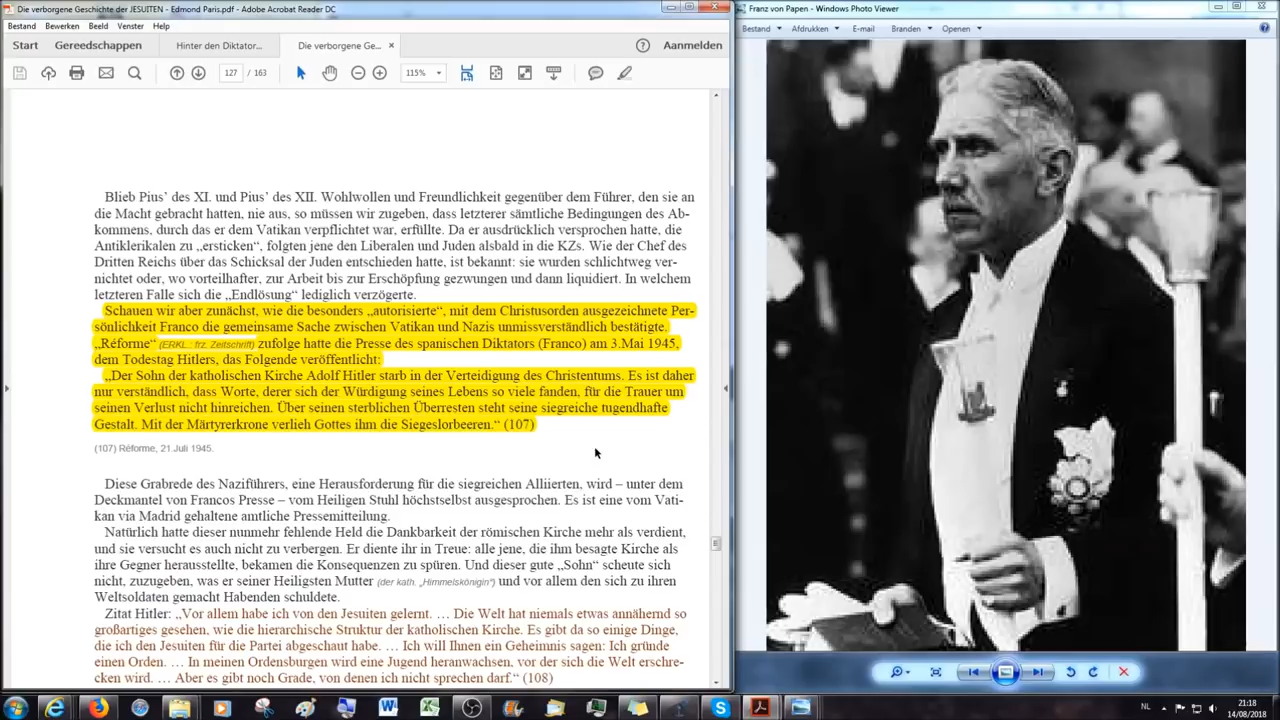 Die verborgene Geschichte der JESUITEN - Edmond Paris.pdf - Adobe Acrobat Reader DC
Bestand Bewerken Beeld Venster Help
Start Gereedschappen Hinter den Diktator... Die verborgene Ge... × Aanmelden
127 / 163 115%
Blieb Pius’ des XI. und Pius’ des XII. Wohlwollen und Freundlichkeit gegenüber dem Führer, den sie an
die Macht gebracht hatten, nie aus, so müssen wir zugeben, dass letzterer sämtliche Bedingungen des Ab-
kommens, durch das er dem Vatikan verpflichtet war, erfüllte. Da er ausdrücklich versprochen hatte, die
Antiklerikalen zu „ersticken“, folgten jene den Liberalen und Juden alsbald in die KZs. Wie der Chef des
Dritten Reichs über das Schicksal der Juden entschieden hatte, ist bekannt: sie wurden schlichtweg ver-
nichtet oder, wo vorteilhafter, zur Arbeit bis zur Erschöpfung gezwungen und dann liquidiert. In welchem
letzteren Falle sich die „Endlösung“ lediglich verzögerte.
Schauen wir aber zunächst, wie die besonders „autorisierte“, mit dem Christusorden ausgezeichnete Per-
sönlichkeit Franco die gemeinsame Sache zwischen Vatikan und Nazis unmissverständlich bestätigte.
„Réforme“ (ERKL.: frz. Zeitschrift) zufolge hatte die Presse des spanischen Diktators (Franco) am 3.Mai 1945,
dem Todestag Hitlers, das Folgende veröffentlicht:
„Der Sohn der katholischen Kirche Adolf Hitler starb in der Verteidigung des Christentums. Es ist daher
nur verständlich, dass Worte, derer sich der Würdigung seines Lebens so viele fanden, für die Trauer um
seinen Verlust nicht hinreichen. Über seinen sterblichen Überresten steht seine siegreiche tugendhafte
Gestalt. Mit der Märtyrerkrone verlieh Gottes ihm die Siegeslorbeeren.“ (107)
(107) Réforme, 21.Juli 1945.
Diese Grabrede des Naziführers, eine Herausforderung für die siegreichen Alliierten, wird – unter dem
Deckmantel von Francos Presse – vom Heiligen Stuhl höchstselbst ausgesprochen. Es ist eine vom Vati-
kan via Madrid gehaltene amtliche Pressemitteilung.
Natürlich hatte dieser nunmehr fehlende Held die Dankbarkeit der römischen Kirche mehr als verdient,
und sie versucht es auch nicht zu verbergen. Er diente ihr in Treue: alle jene, die ihm besagte Kirche als
ihre Gegner herausstellte, bekamen die Konsequenzen zu spüren. Und dieser gute „Sohn“ scheute sich
nicht, zuzugeben, was er seiner Heiligsten Mutter (der kath. „Himmelskönigin“) und vor allem den sich zu ihren
Weltsoldaten gemacht Habenden schuldete.
Zitat Hitler: „Vor allem habe ich von den Jesuiten gelernt. … Die Welt hat niemals etwas annähernd so
großartiges gesehen, wie die hierarchische Struktur der katholischen Kirche. Es gibt da so einige Dinge,
die ich den Jesuiten für die Partei abgeschaut habe. … Ich will Ihnen ein Geheimnis sagen: Ich gründe
einen Orden. … In meinen Ordensburgen wird eine Jugend heranwachsen, vor der sich die Welt erschre-
cken wird. … Aber es gibt noch Grade, von denen ich nicht sprechen darf.“ (108)
Franz von Papen - Windows Photo Viewer
Bestand Afdrukken E-mail Branden Openen
NL 21:18
14/08/2018